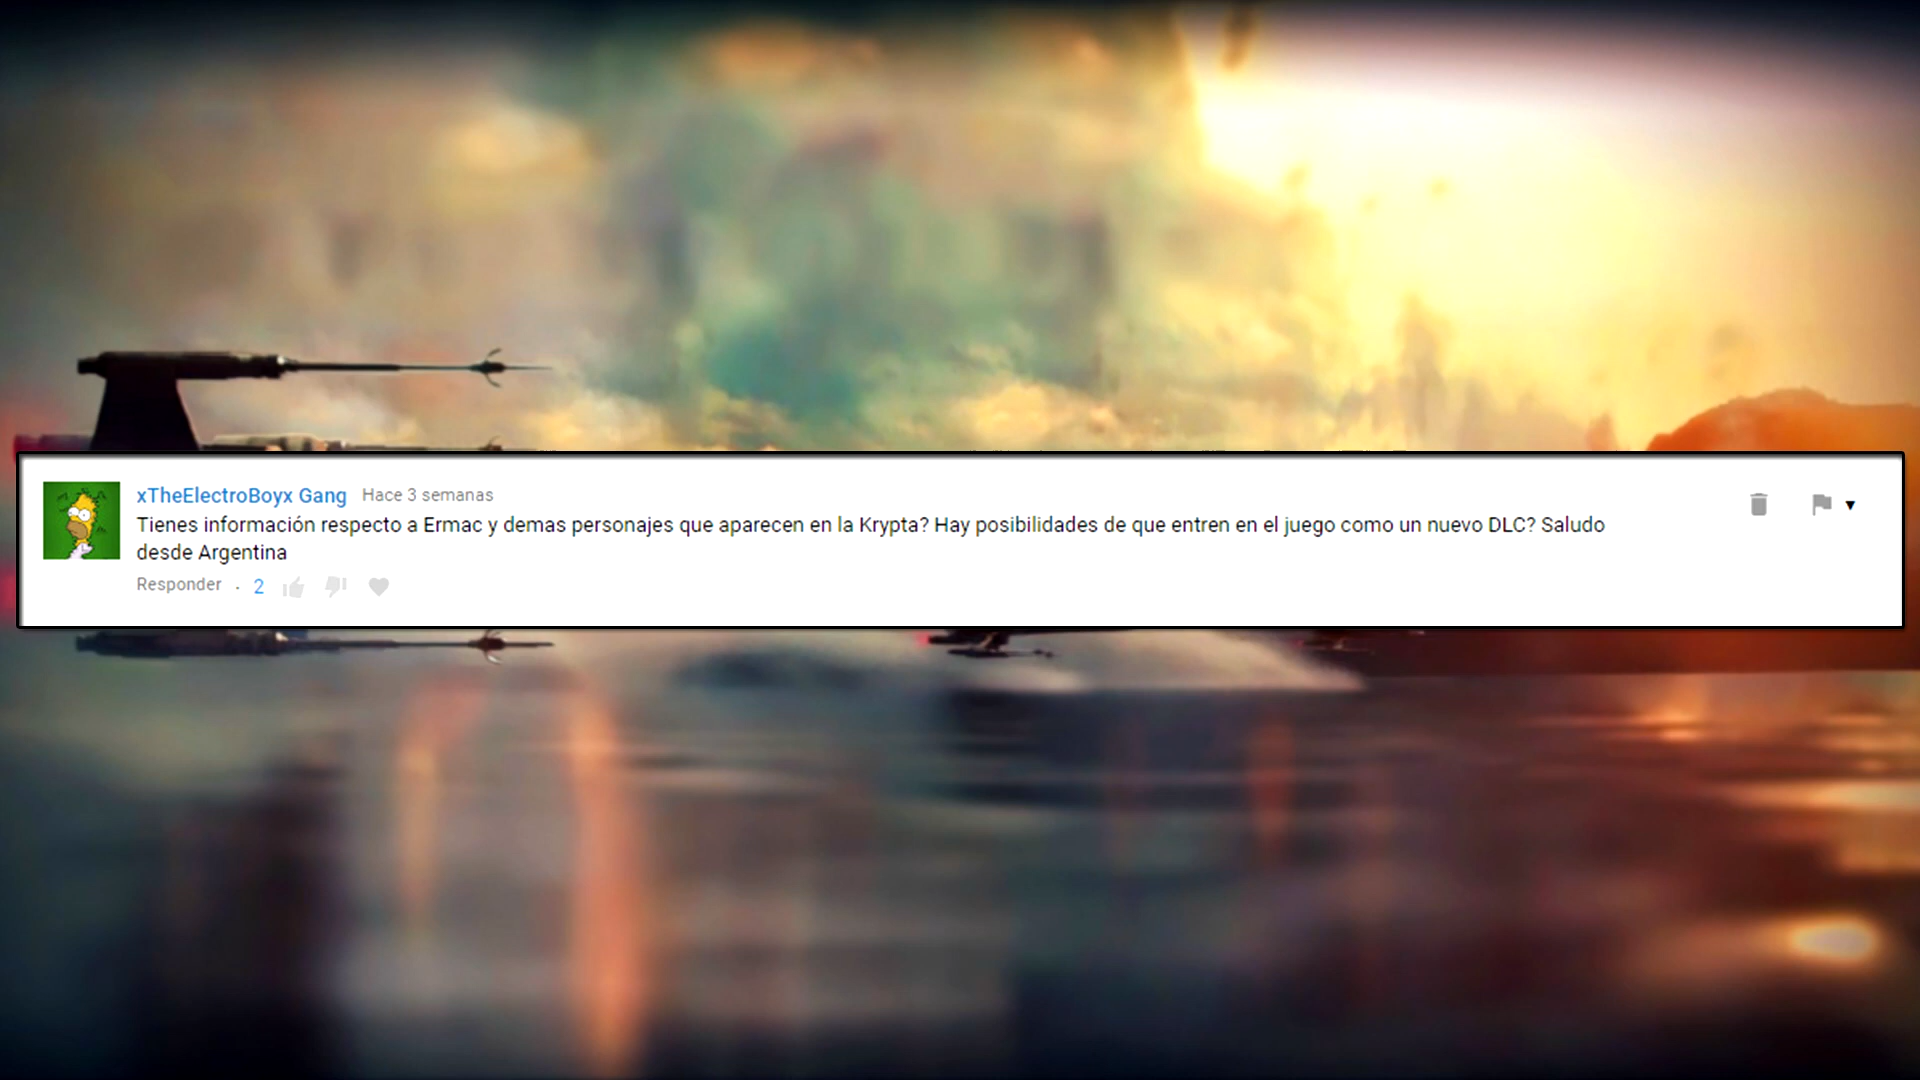 xTheElectroBoyx Gang Hace 3 semanas
Tienes información respecto a Ermac y demas personajes que aparecen en la Krypta? Hay posibilidades de que entren en el juego como un nuevo DLC? Saludo
desde Argentina
Responder . 2